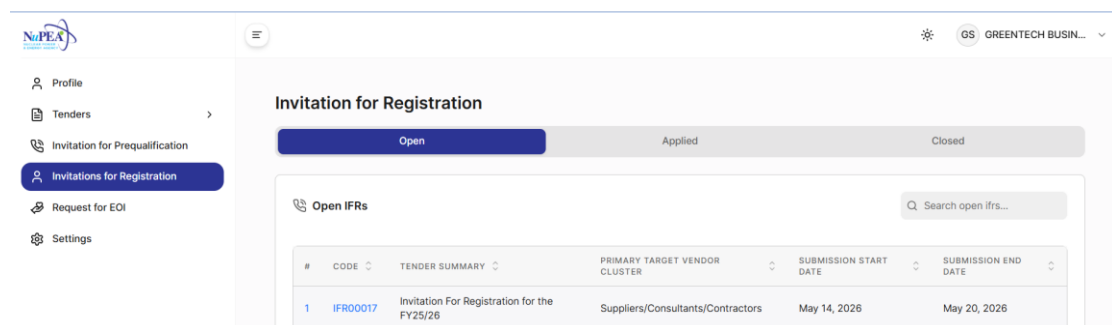 NuPEA
GS GREENTECH BUSIN...
Profile
Tenders
Invitation for Prequalification
Invitations for Registration
Request for EOI
Settings
Invitation for Registration
Open Applied Closed
Open IFRs
Search open ifrs...
# CODE TENDER SUMMARY PRIMARY TARGET VENDOR CLUSTER SUBMISSION START DATE SUBMISSION END DATE
1 IFR00017 Invitation For Registration for the FY25/26 Suppliers/Consultants/Contractors May 14, 2026 May 20, 2026